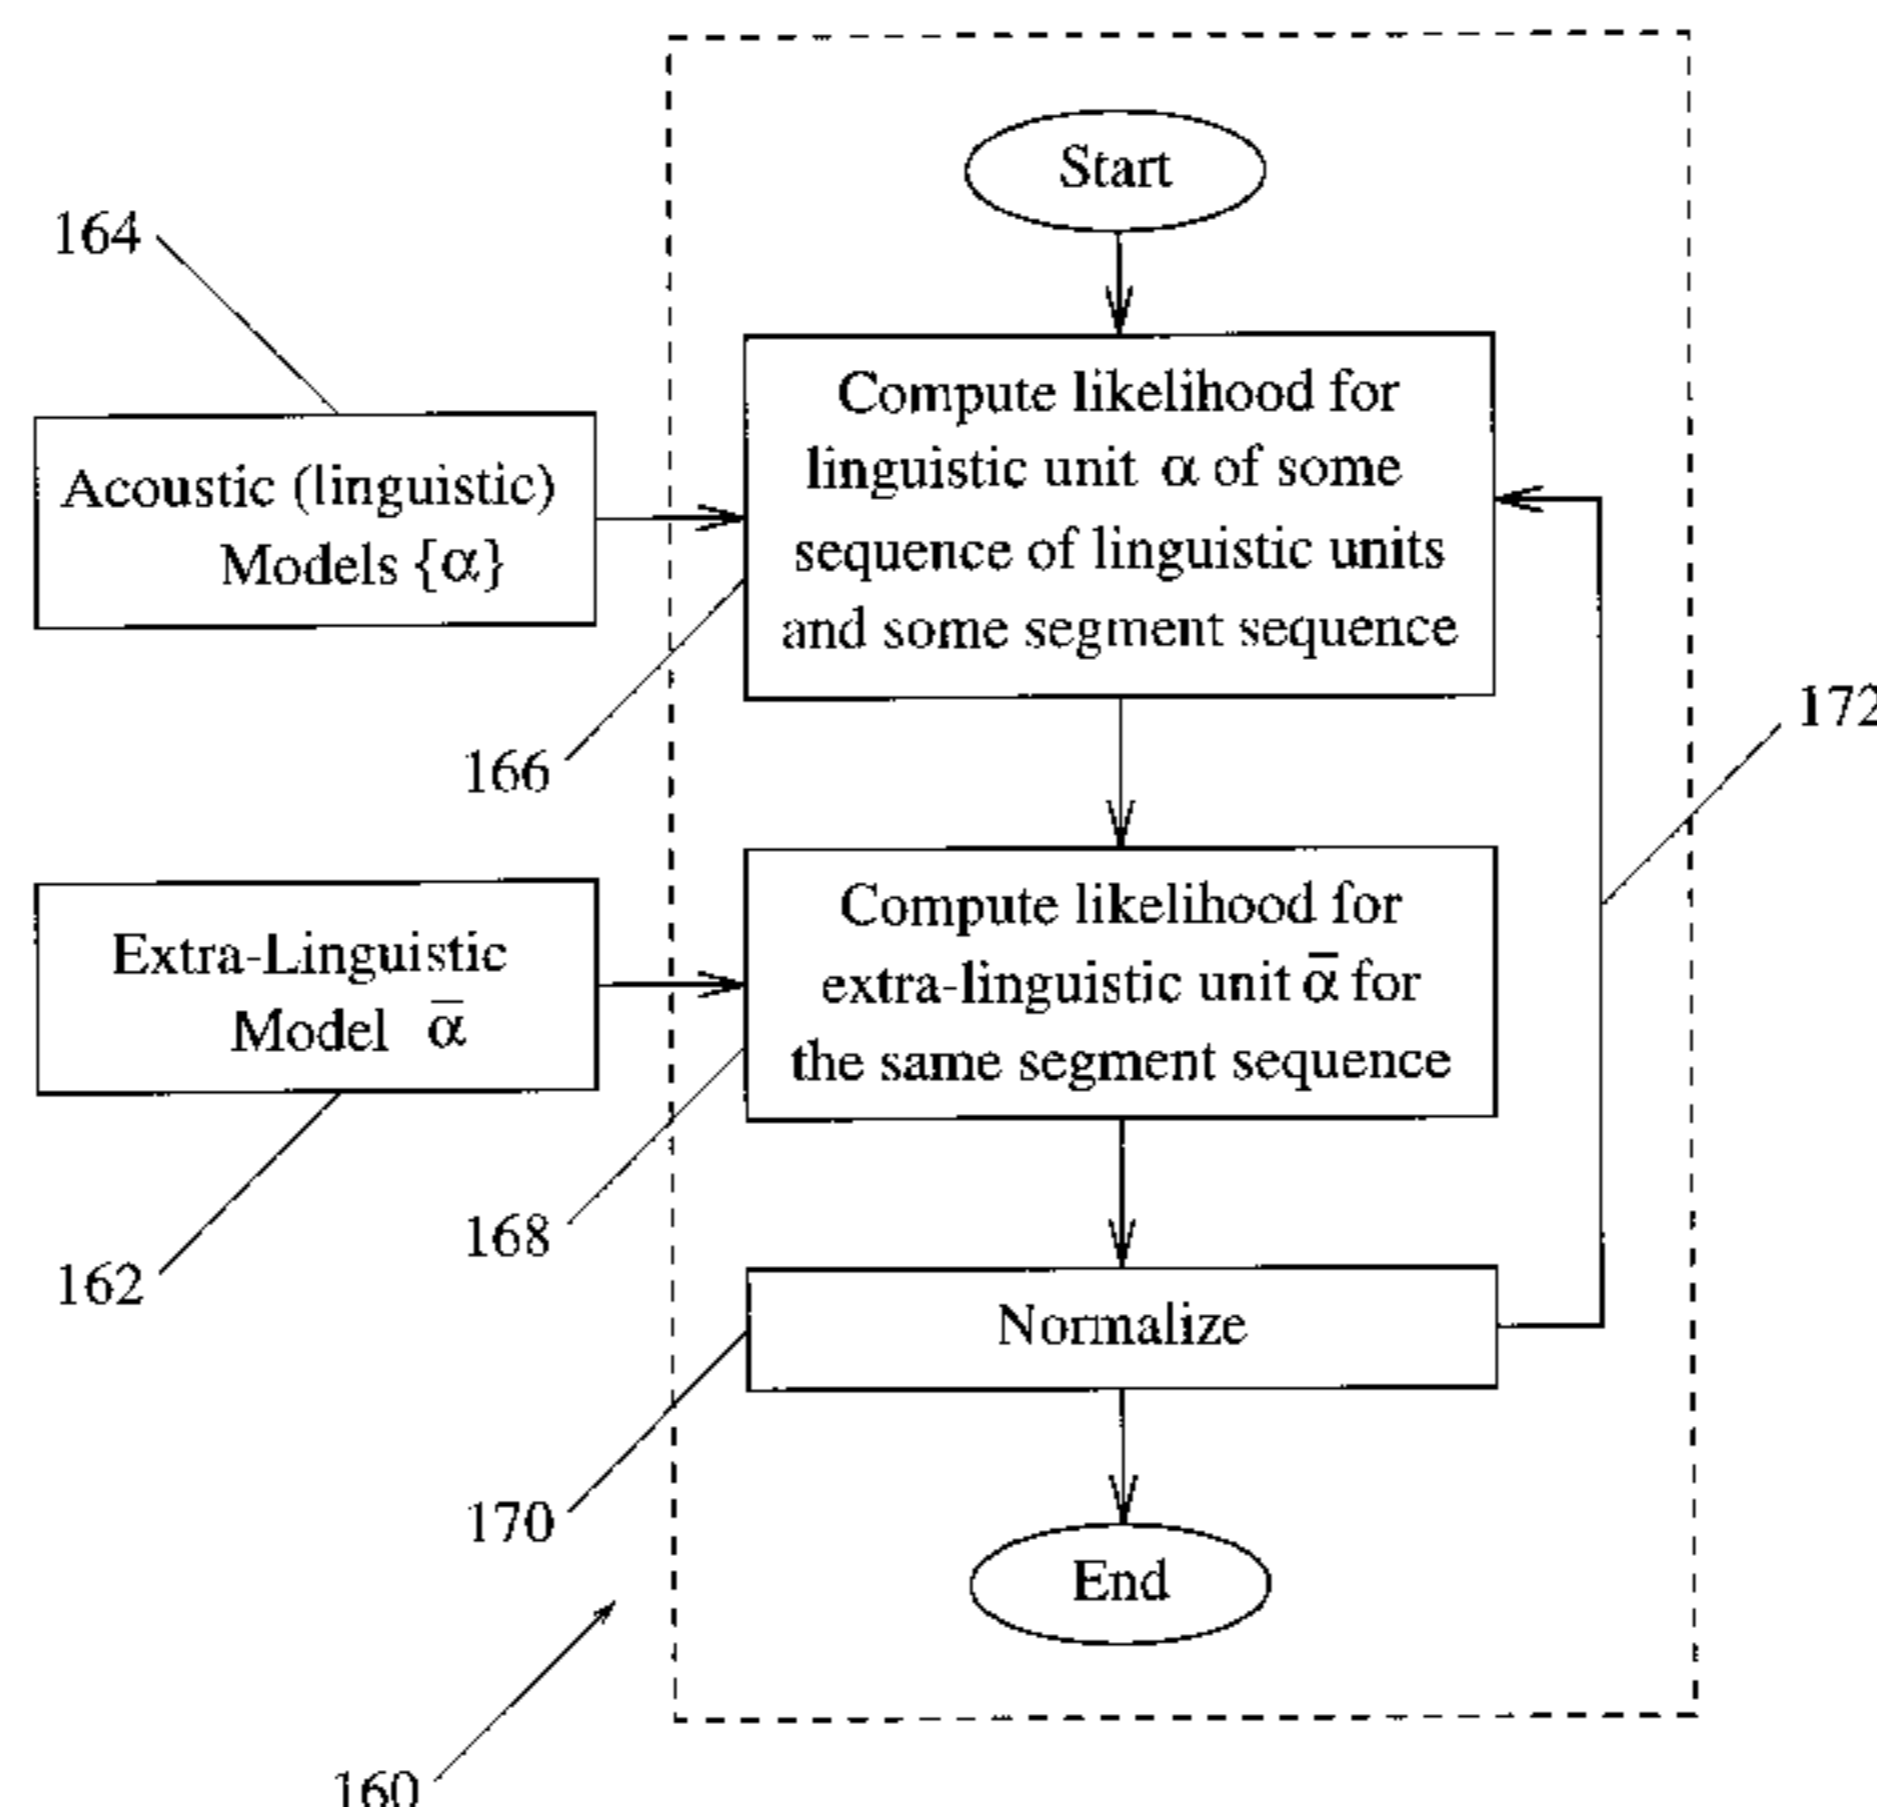 Start
164
Compute likelihood for
linguistic unit α of some
sequence of linguistic units
and some segment sequence
Acoustic (linguistic)
Models {α}
172
166
Compute likelihood for
extra-linguistic unit ᾱ for
the same segment sequence
Extra-Linguistic
Model ᾱ
168
162
Normalize
170
End
160